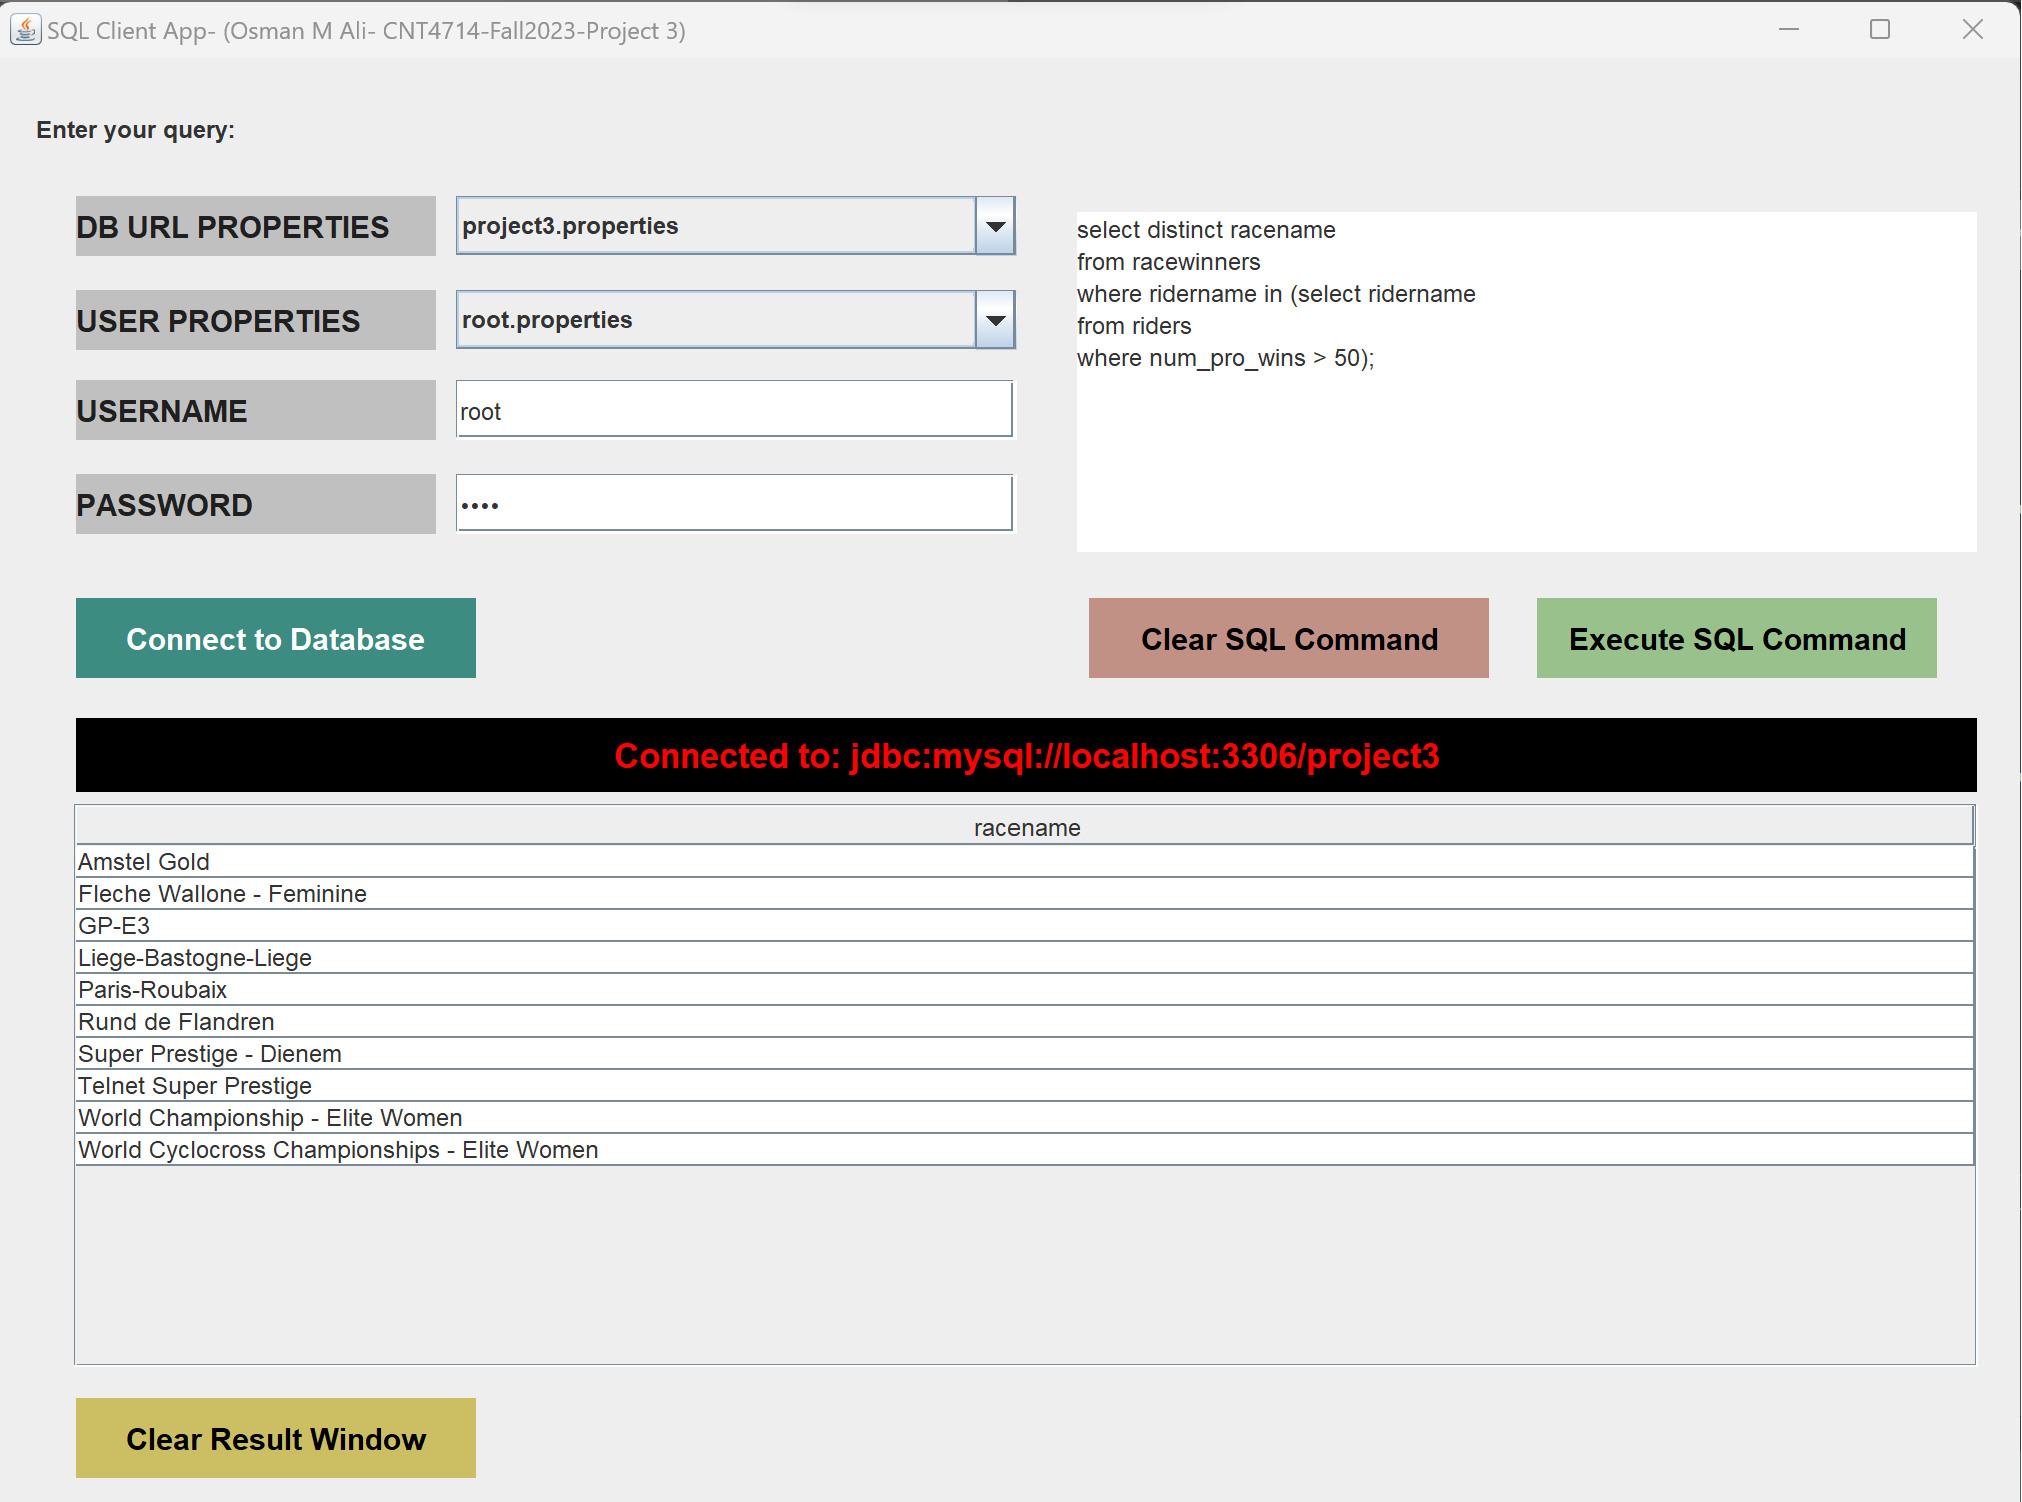 SQL Client App- (Osman M Ali- CNT4714-Fall2023-Project 3)
Enter your query:
DB URL PROPERTIES
project3.properties
USER PROPERTIES
root.properties
USERNAME
root
PASSWORD
••••
select distinct racename
from racewinners
where ridername in (select ridername
from riders
where num_pro_wins > 50);
Connect to Database
Clear SQL Command
Execute SQL Command
Connected to: jdbc:mysql://localhost:3306/project3
racename
Amstel Gold
Fleche Wallone - Feminine
GP-E3
Liege-Bastogne-Liege
Paris-Roubaix
Rund de Flandren
Super Prestige - Dienem
Telnet Super Prestige
World Championship - Elite Women
World Cyclocross Championships - Elite Women
Clear Result Window